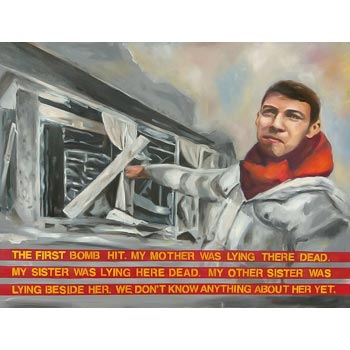 THE FIRST BOMB HIT. MY MOTHER WAS LYING THERE DEAD.
MY SISTER WAS LYING HERE DEAD. MY OTHER SISTER WAS
LYING BESIDE HER. WE DON'T KNOW ANYTHING ABOUT HER YET.